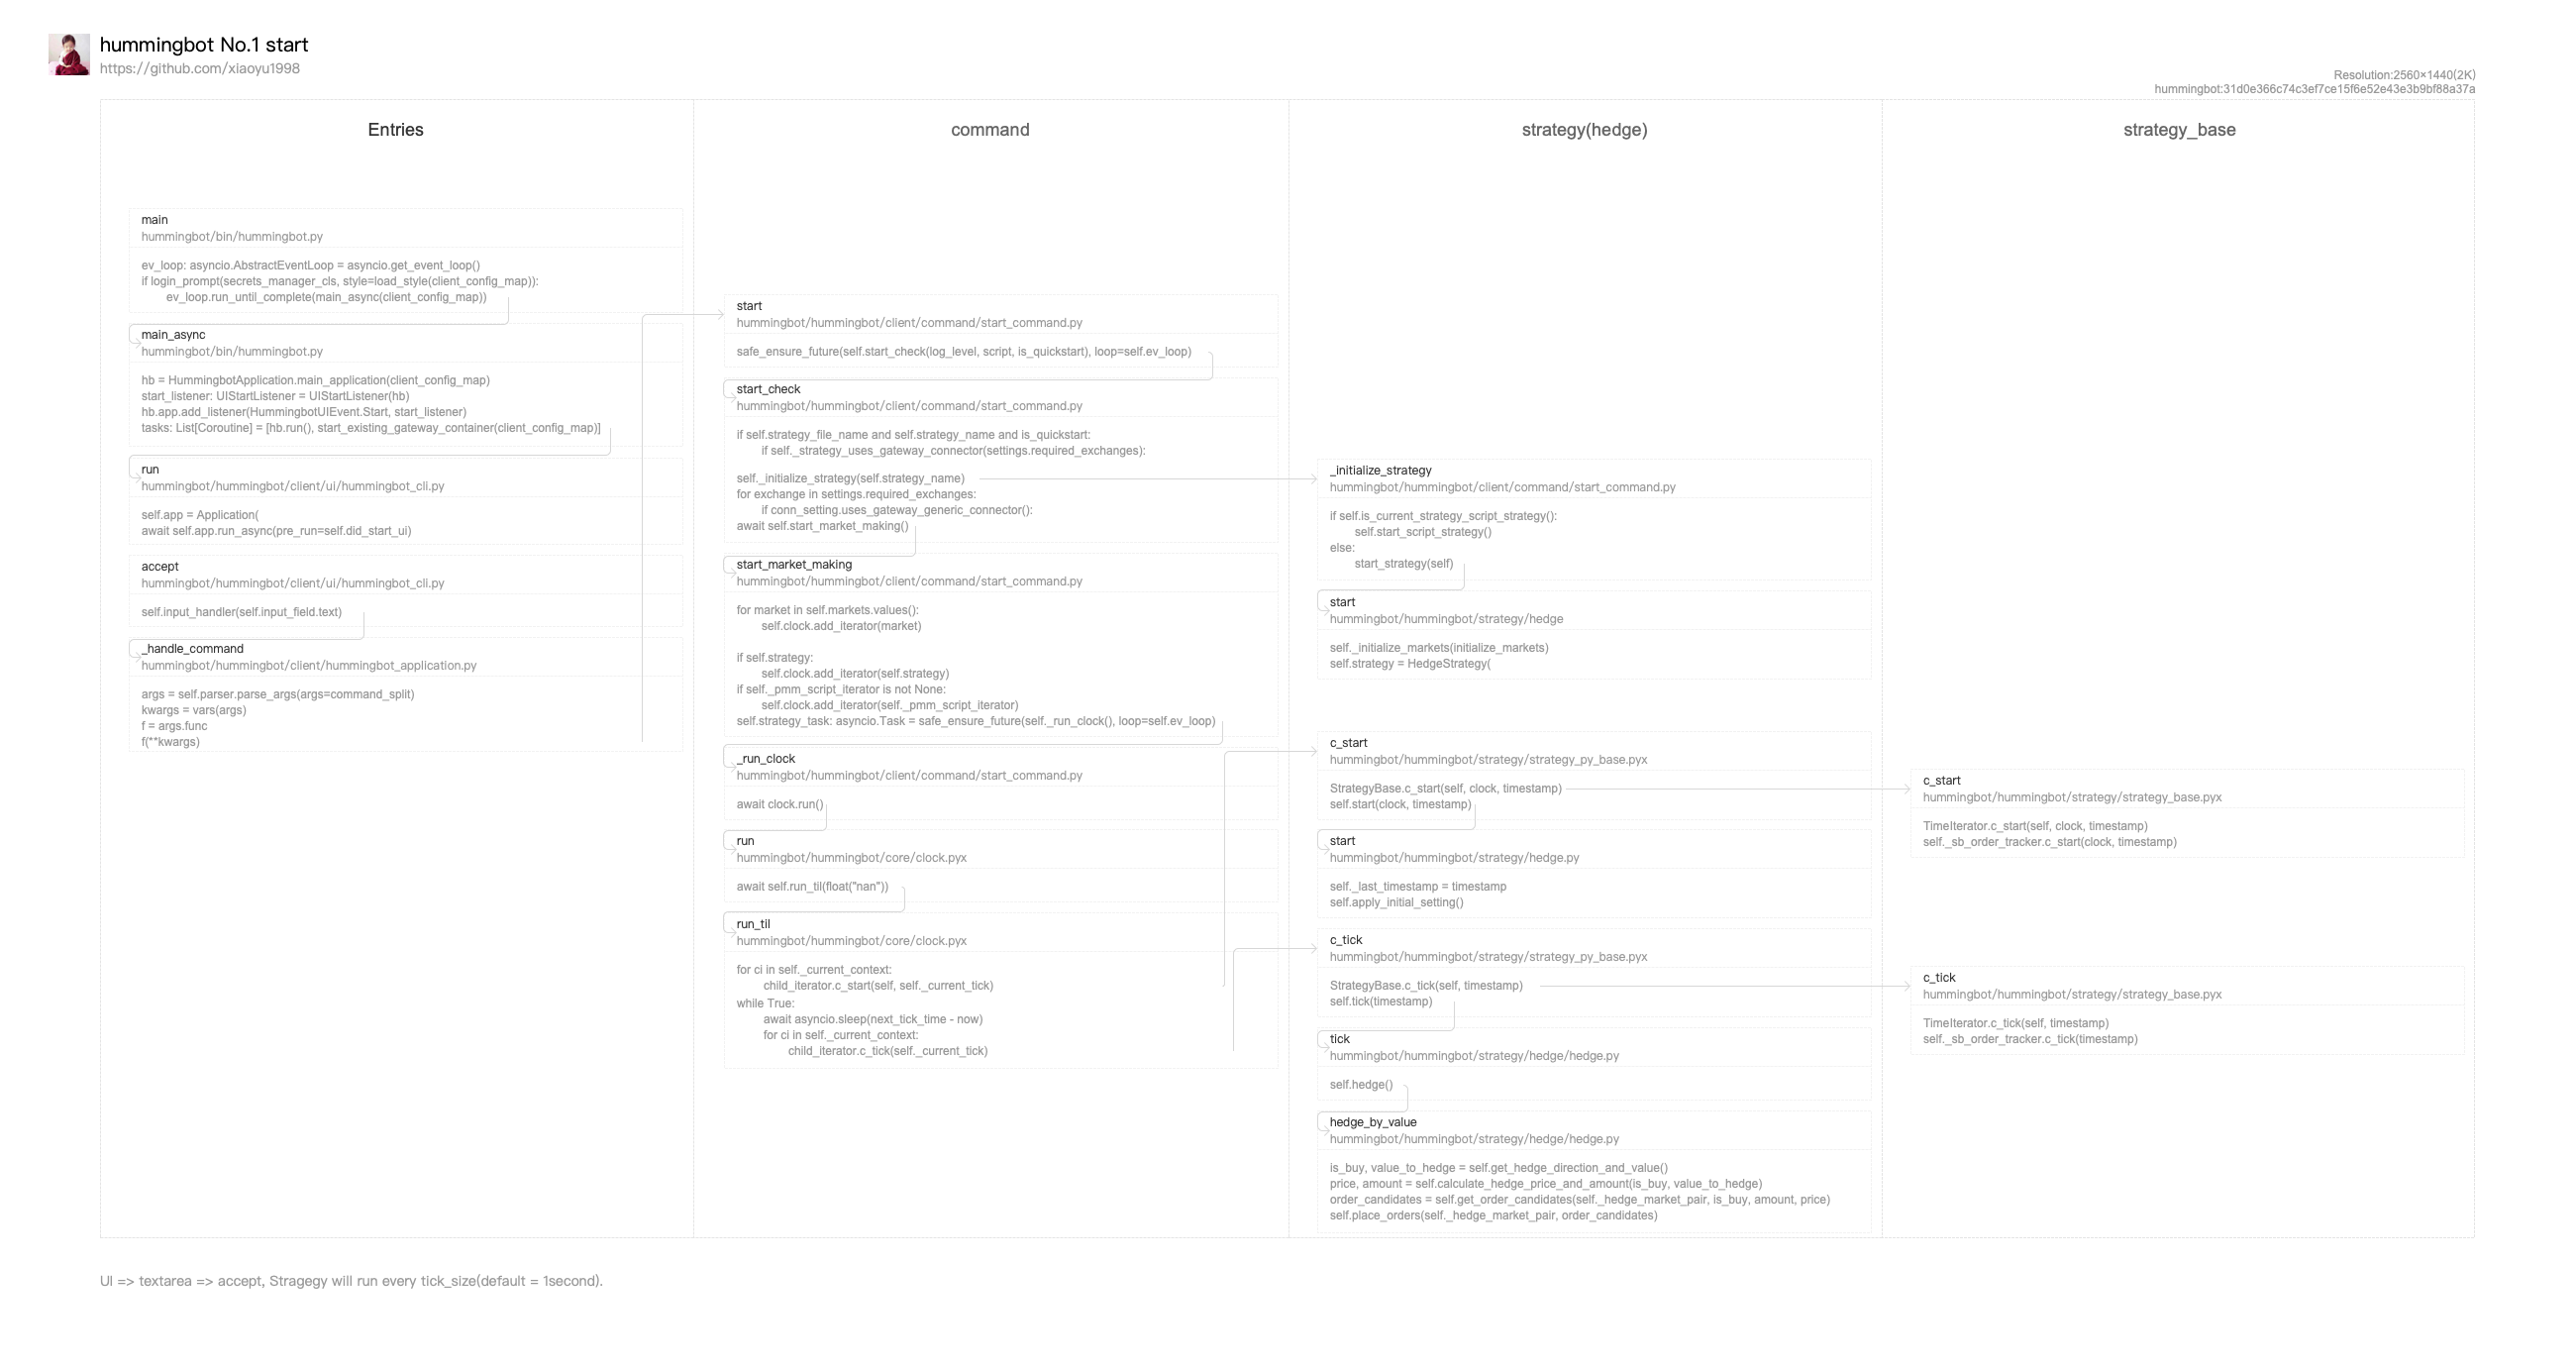 hummingbot No.1 start
https://github.com/xiaoyu1998
Resolution:2560×1440(2K)
hummingbot:31d0e366c74c3ef7ce15f6e52e43e3b9bf88a37a
Entries
main
hummingbot/bin/hummingbot.py
ev_loop: asyncio.AbstractEventLoop = asyncio.get_event_loop()
if login_prompt(secrets_manager_cls, style=load_style(client_config_map)):
ev_loop.run_until_complete(main_async(client_config_map))
main_async
hummingbot/bin/hummingbot.py
hb = HummingbotApplication.main_application(client_config_map)
start_listener: UIStartListener = UIStartListener(hb)
hb.app.add_listener(HummingbotUIEvent.Start, start_listener)
tasks: List[Coroutine] = [hb.run(), start_existing_gateway_container(client_config_map)]
run
hummingbot/hummingbot/client/ui/hummingbot_cli.py
self.app = Application(
await self.app.run_async(pre_run=self.did_start_ui)
accept
hummingbot/hummingbot/client/ui/hummingbot_cli.py
self.input_handler(self.input_field.text)
_handle_command
hummingbot/hummingbot/client/hummingbot_application.py
args = self.parser.parse_args(args=command_split)
kwargs = vars(args)
f = args.func
f(**kwargs)
command
start
hummingbot/hummingbot/client/command/start_command.py
safe_ensure_future(self.start_check(log_level, script, is_quickstart), loop=self.ev_loop)
start_check
hummingbot/hummingbot/client/command/start_command.py
if self.strategy_file_name and self.strategy_name and is_quickstart:
if self._strategy_uses_gateway_connector(settings.required_exchanges):
self._initialize_strategy(self.strategy_name)
for exchange in settings.required_exchanges:
if conn_setting.uses_gateway_generic_connector():
await self.start_market_making()
start_market_making
hummingbot/hummingbot/client/command/start_command.py
for market in self.markets.values():
self.clock.add_iterator(market)
if self.strategy:
self.clock.add_iterator(self.strategy)
if self._pmm_script_iterator is not None:
self.clock.add_iterator(self._pmm_script_iterator)
self.strategy_task: asyncio.Task = safe_ensure_future(self._run_clock(), loop=self.ev_loop)
_run_clock
hummingbot/hummingbot/client/command/start_command.py
await clock.run()
run
hummingbot/hummingbot/core/clock.pyx
await self.run_til(float("nan"))
run_til
hummingbot/hummingbot/core/clock.pyx
for ci in self._current_context:
child_iterator.c_start(self, self._current_tick)
while True:
await asyncio.sleep(next_tick_time - now)
for ci in self._current_context:
child_iterator.c_tick(self._current_tick)
strategy(hedge)
_initialize_strategy
hummingbot/hummingbot/client/command/start_command.py
if self.is_current_strategy_script_strategy():
self.start_script_strategy()
else:
start_strategy(self)
start
hummingbot/hummingbot/strategy/hedge
self._initialize_markets(initialize_markets)
self.strategy = HedgeStrategy(
c_start
hummingbot/hummingbot/strategy/strategy_py_base.pyx
StrategyBase.c_start(self, clock, timestamp)
self.start(clock, timestamp)
start
hummingbot/hummingbot/strategy/hedge.py
self._last_timestamp = timestamp
self.apply_initial_setting()
c_tick
hummingbot/hummingbot/strategy/strategy_py_base.pyx
StrategyBase.c_tick(self, timestamp)
self.tick(timestamp)
tick
hummingbot/hummingbot/strategy/hedge/hedge.py
self.hedge()
hedge_by_value
hummingbot/hummingbot/strategy/hedge/hedge.py
is_buy, value_to_hedge = self.get_hedge_direction_and_value()
price, amount = self.calculate_hedge_price_and_amount(is_buy, value_to_hedge)
order_candidates = self.get_order_candidates(self._hedge_market_pair, is_buy, amount, price)
self.place_orders(self._hedge_market_pair, order_candidates)
strategy_base
c_start
hummingbot/hummingbot/strategy/strategy_base.pyx
TimeIterator.c_start(self, clock, timestamp)
self._sb_order_tracker.c_start(clock, timestamp)
c_tick
hummingbot/hummingbot/strategy/strategy_base.pyx
TimeIterator.c_tick(self, timestamp)
self._sb_order_tracker.c_tick(timestamp)
UI => textarea => accept, Stragegy will run every tick_size(default = 1second).